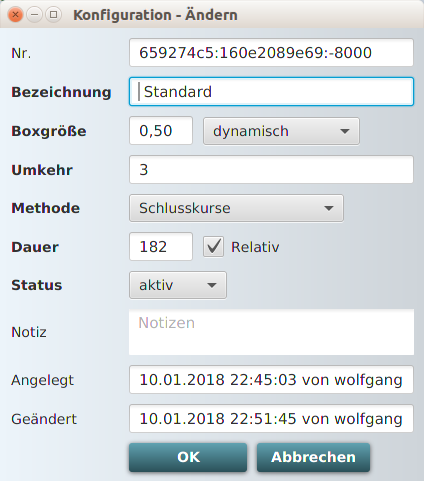 Konfiguration - Ändern
Nr. 659274c5:160e2089e69:-8000
Bezeichnung Standard
Boxgröße 0,50 dynamisch
Umkehr 3
Methode Schlusskurse
Dauer 182 Relativ
Status aktiv
Notiz Notizen
Angelegt 10.01.2018 22:45:03 von wolfgang
Geändert 10.01.2018 22:51:45 von wolfgang
OK Abbrechen